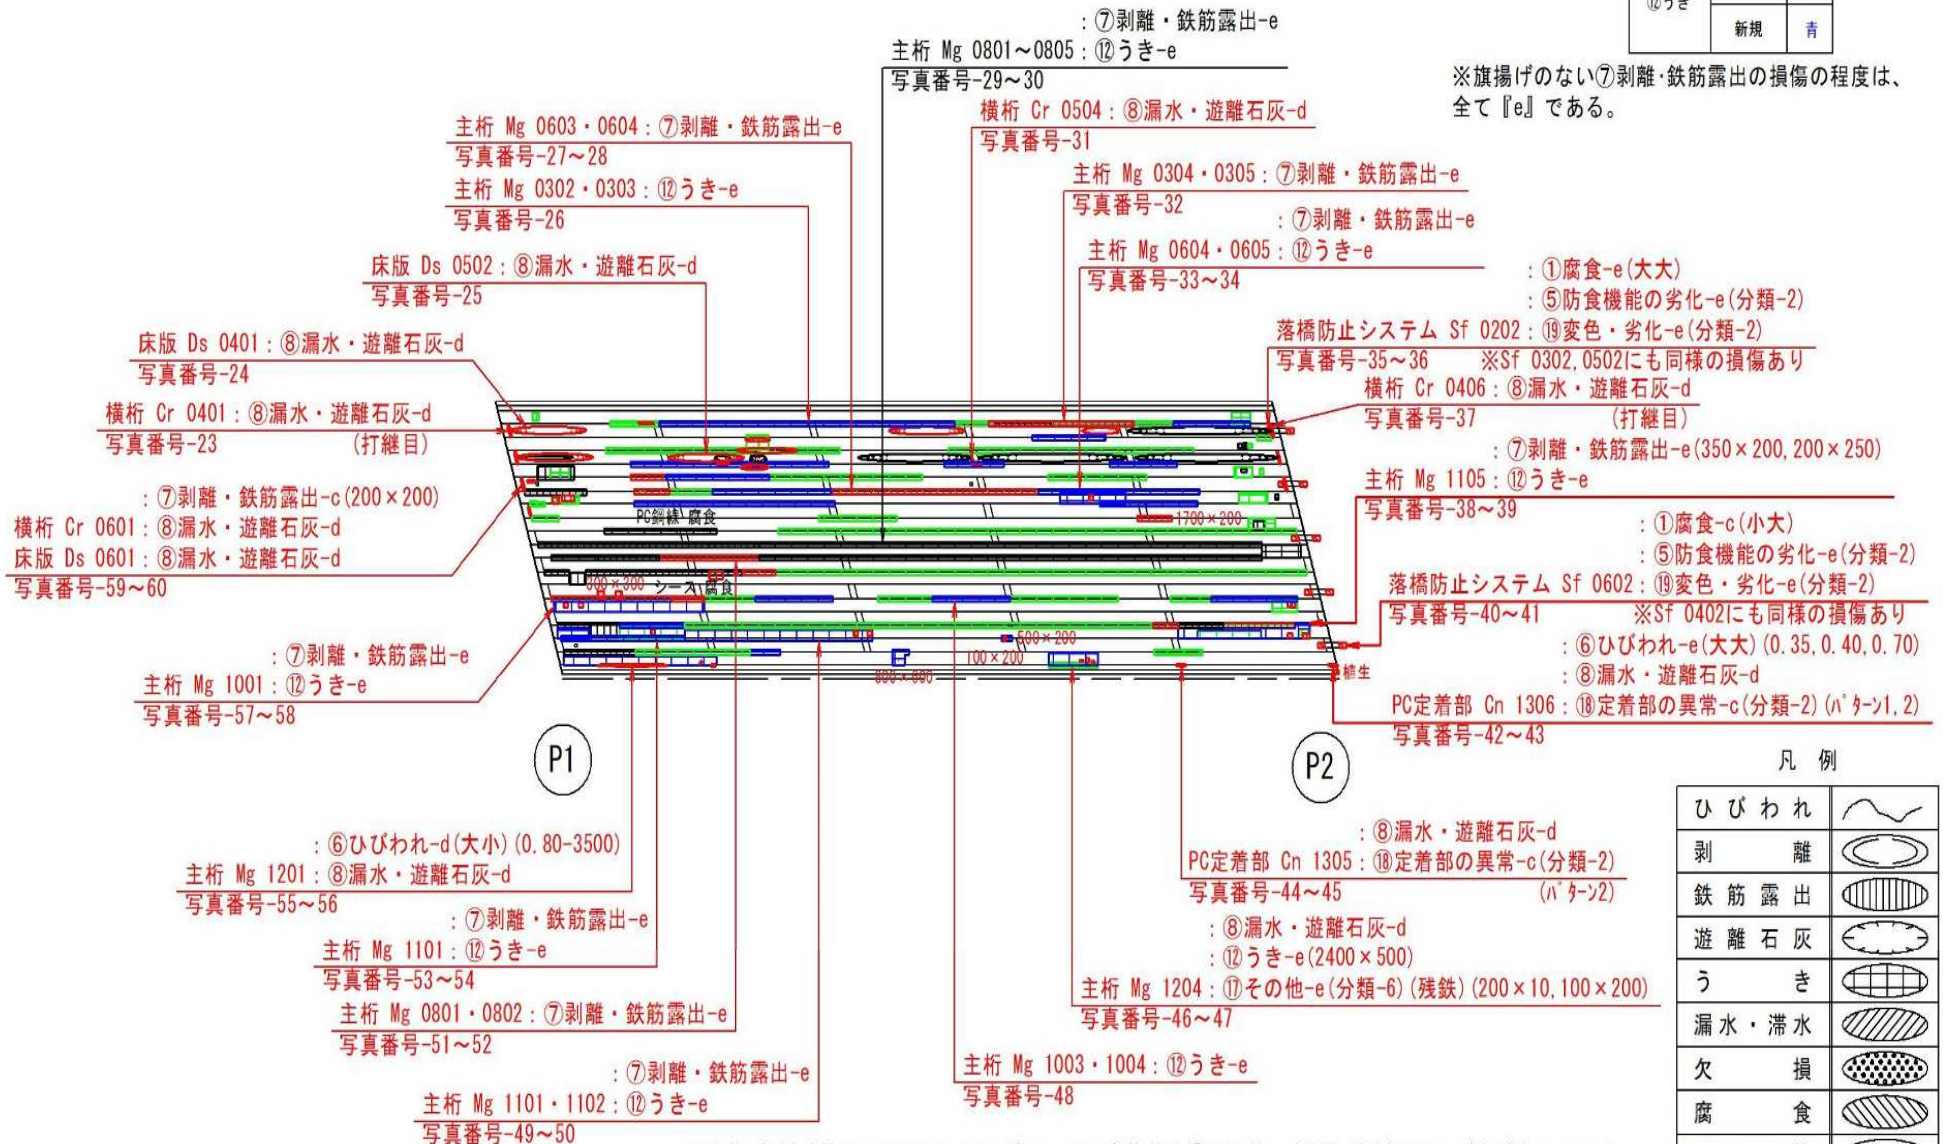 ⑫うき
新規 青
※旗揚げのない⑦剥離・鉄筋露出の損傷の程度は、
全て『e』である。
：⑦剥離・鉄筋露出-e
主桁 Mg 0801～0805：⑫うき-e
写真番号-29～30
主桁 Mg 0603・0604：⑦剥離・鉄筋露出-e
写真番号-27～28
横桁 Cr 0504：⑧漏水・遊離石灰-d
写真番号-31
主桁 Mg 0302・0303：⑫うき-e
写真番号-26
主桁 Mg 0304・0305：⑦剥離・鉄筋露出-e
写真番号-32
：⑦剥離・鉄筋露出-e
主桁 Mg 0604・0605：⑫うき-e
写真番号-33～34
床版 Ds 0502：⑧漏水・遊離石灰-d
写真番号-25
：①腐食-e(大大)
：⑤防食機能の劣化-e(分類-2)
落橋防止システム Sf 0202：⑲変色・劣化-e(分類-2)
写真番号-35～36 ※Sf 0302,0502にも同様の損傷あり
床版 Ds 0401：⑧漏水・遊離石灰-d
写真番号-24
横桁 Cr 0406：⑧漏水・遊離石灰-d
写真番号-37 (打継目)
横桁 Cr 0401：⑧漏水・遊離石灰-d
写真番号-23 (打継目)
：⑦剥離・鉄筋露出-e(350×200,200×250)
主桁 Mg 1105：⑫うき-e
写真番号-38～39
：⑦剥離・鉄筋露出-c(200×200)
横桁 Cr 0601：⑧漏水・遊離石灰-d
床版 Ds 0601：⑧漏水・遊離石灰-d
写真番号-59～60
PC鋼線 腐食
1700×200
：①腐食-c(小大)
：⑤防食機能の劣化-e(分類-2)
落橋防止システム Sf 0602：⑲変色・劣化-e(分類-2)
写真番号-40～41 ※Sf 0402にも同様の損傷あり
300×300 シース 腐食
500×200
100×200
：⑦剥離・鉄筋露出-e
主桁 Mg 1001：⑫うき-e
写真番号-57～58
植生
：⑥ひびわれ-e(大大)(0.35,0.40,0.70)
：⑧漏水・遊離石灰-d
PC定着部 Cn 1306：⑱定着部の異常-c(分類-2)(ﾊﾟﾀｰﾝ1,2)
写真番号-42～43
P1
P2
：⑥ひびわれ-d(大小)(0.80-3500)
主桁 Mg 1201：⑧漏水・遊離石灰-d
写真番号-55～56
：⑧漏水・遊離石灰-d
PC定着部 Cn 1305：⑱定着部の異常-c(分類-2)
写真番号-44～45 (ﾊﾟﾀｰﾝ2)
：⑦剥離・鉄筋露出-e
主桁 Mg 1101：⑫うき-e
写真番号-53～54
：⑧漏水・遊離石灰-d
：⑫うき-e(2400×500)
主桁 Mg 1204：⑰その他-e(分類-6)(残鉄)(200×10,100×200)
写真番号-46～47
主桁 Mg 0801・0802：⑦剥離・鉄筋露出-e
写真番号-51～52
主桁 Mg 1003・1004：⑫うき-e
写真番号-48
：⑦剥離・鉄筋露出-e
主桁 Mg 1101・1102：⑫うき-e
写真番号-49～50
凡 例
ひびわれ
剥離
鉄筋露出
遊離石灰
うき
漏水・滞水
欠損
腐食